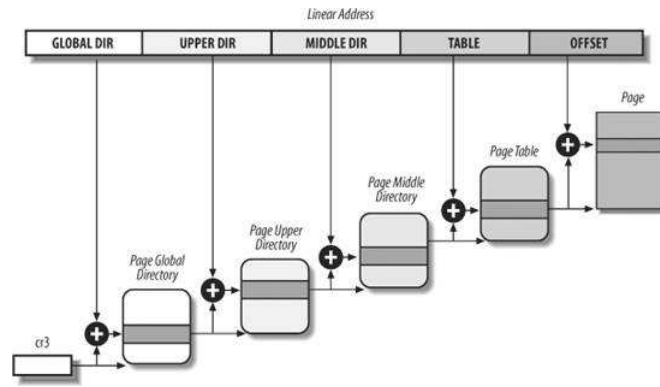 Linear Address
GLOBAL DIR
UPPER DIR
MIDDLE DIR
TABLE
OFFSET
Page
Page Table
Page Middle
Directory
Page Upper
Directory
Page Global
Directory
cr3